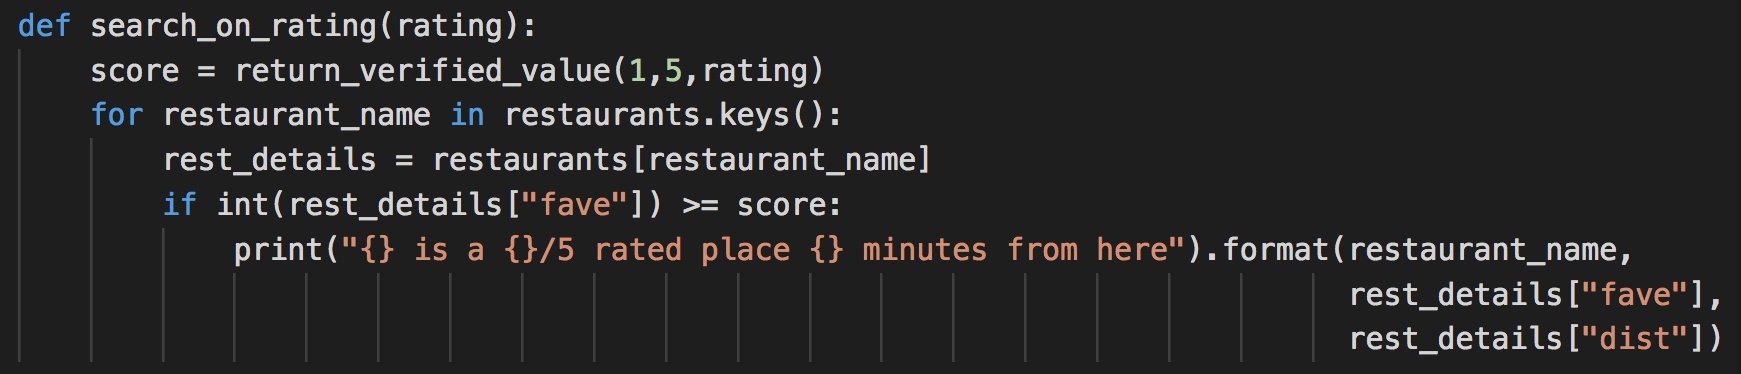 def search_on_rating(rating):
    score = return_verified_value(1,5,rating)
    for restaurant_name in restaurants.keys():
        rest_details = restaurants[restaurant_name]
        if int(rest_details["fave"]) >= score:
            print("{} is a {}/5 rated place {} minutes from here").format(restaurant_name,
                                                                          rest_details["fave"],
                                                                          rest_details["dist"])